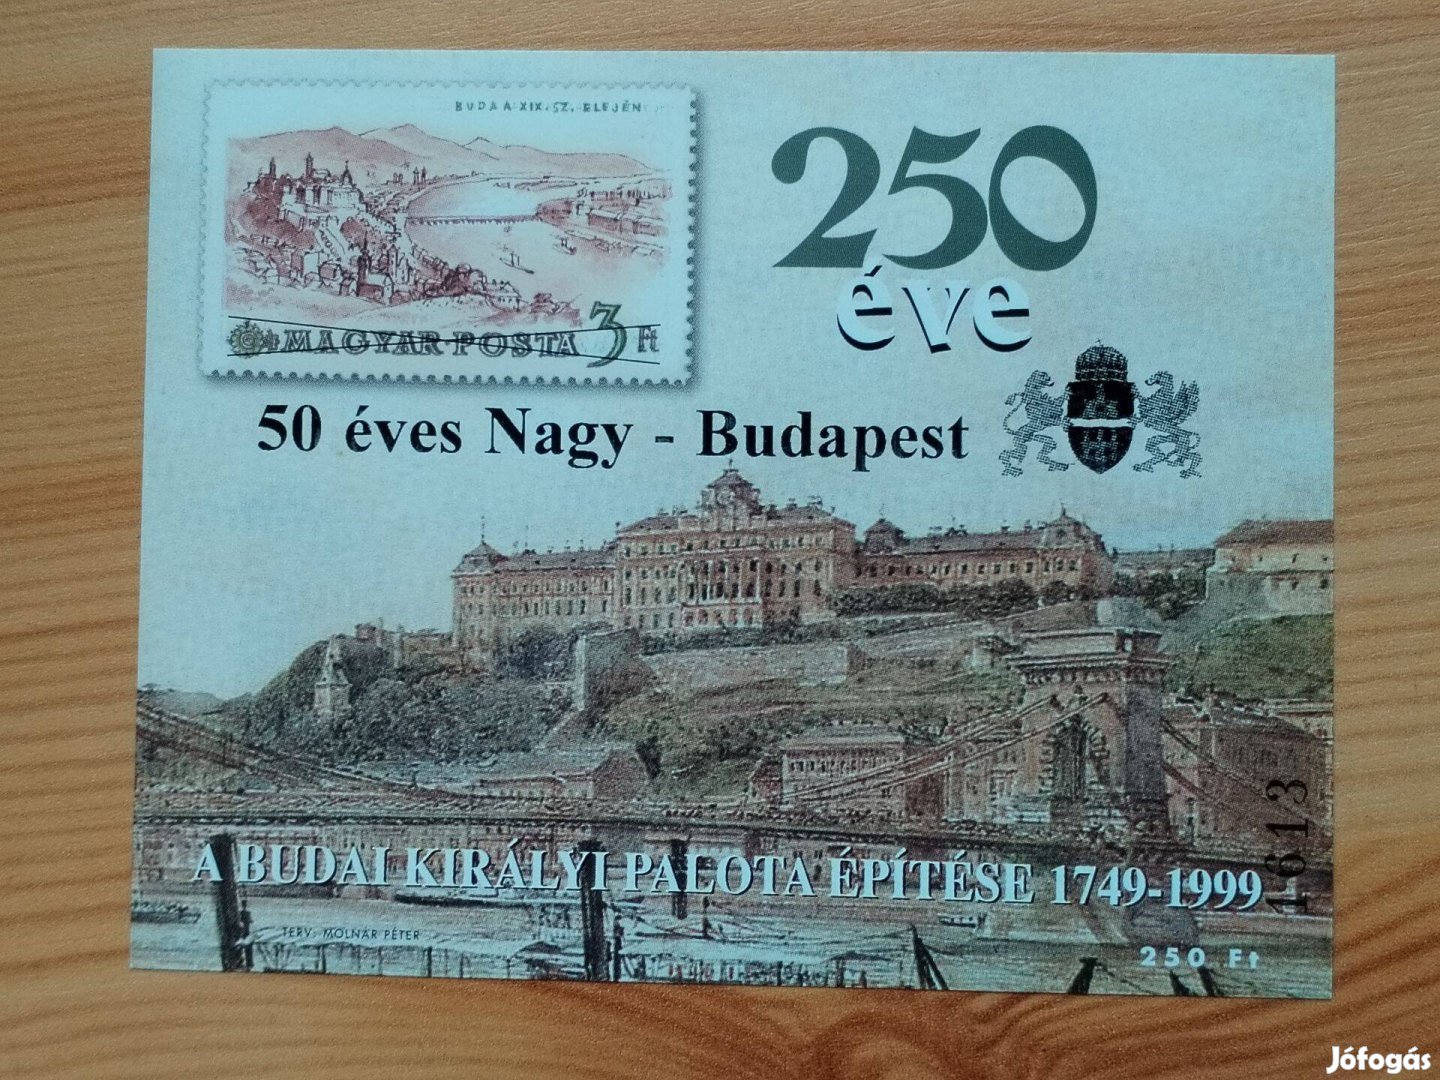 BUDA A XIX. SZ. ELEJÉN
MAGYAR POSTA 3 Ft
250
éve
50 éves Nagy - Budapest
1613
A BUDAI KIRÁLYI PALOTA ÉPÍTÉSE 1749-1999
TERV: MOLNÁR PÉTER
250 Ft
Jófogás